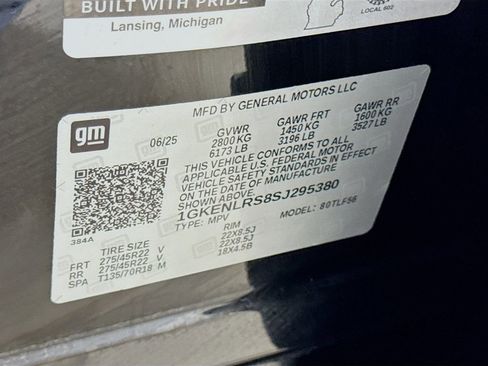 BUILT WITH PRIDE
Lansing, Michigan
LOCAL 602
MFD BY GENERAL MOTORS LLC
gm
06/25
GVWR GAWR FRT GAWR RR
2800KG 1450 KG 1600 KG
6173 LB 3196 LB 3527 LB
THIS VEHICLE CONFORMS TO ALL
APPLICABLE U.S. FEDERAL MOTOR
VEHICLE SAFETY STANDARDS IN EFFECT
ON THE DATE OF MANUFACTURE
SHOWN ABOVE.
1GKENLRS8SJ295380
TYPE: MPV MODEL: 80TLF56
384A
TIRE SIZE RIM
FRT 275/45R22 V 22X8.5J
RR 275/45R22 V 22X8.5J
SPA T135/70R18 M 18X4.5B